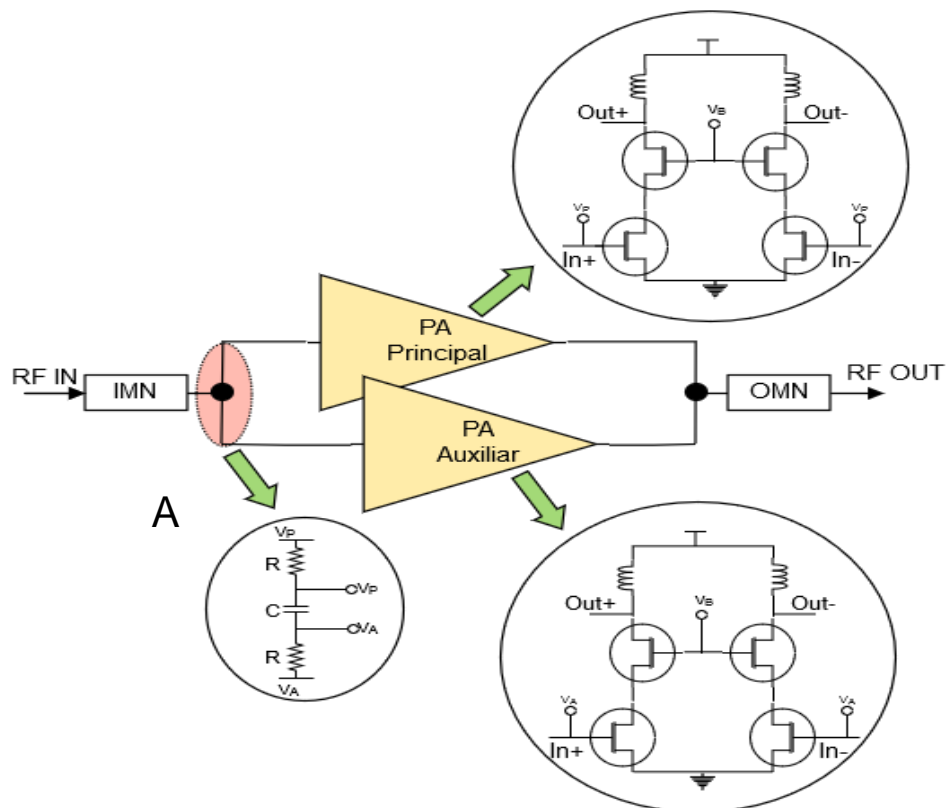 Out+
VB
Out-
VP
In+
VP
In-
PA
Principal
RF IN
IMN
RF OUT
OMN
PA
Auxiliar
A
VP
R
VP
C
VA
R
VA
Out+
VB
Out-
VA
In+
VA
In-